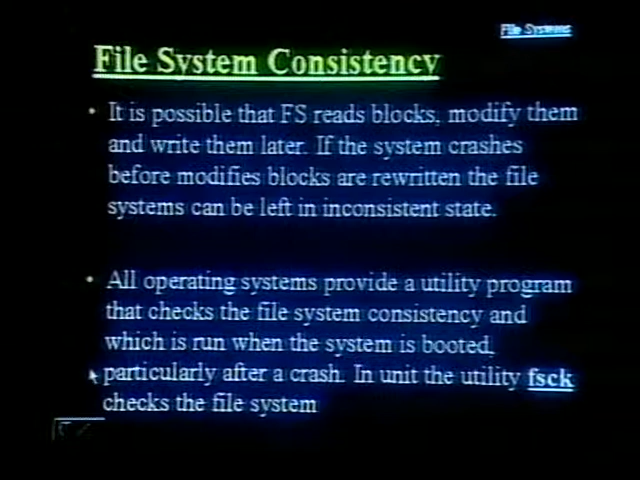 File Systems
File System Consistency
• It is possible that FS reads blocks, modify them
and write them later. If the system crashes
before modifies blocks are rewritten the file
systems can be left in inconsistent state.
• All operating systems provide a utility program
that checks the file system consistency and
which is run when the system is booted,
particularly after a crash. In unit the utility fsck
checks the file system